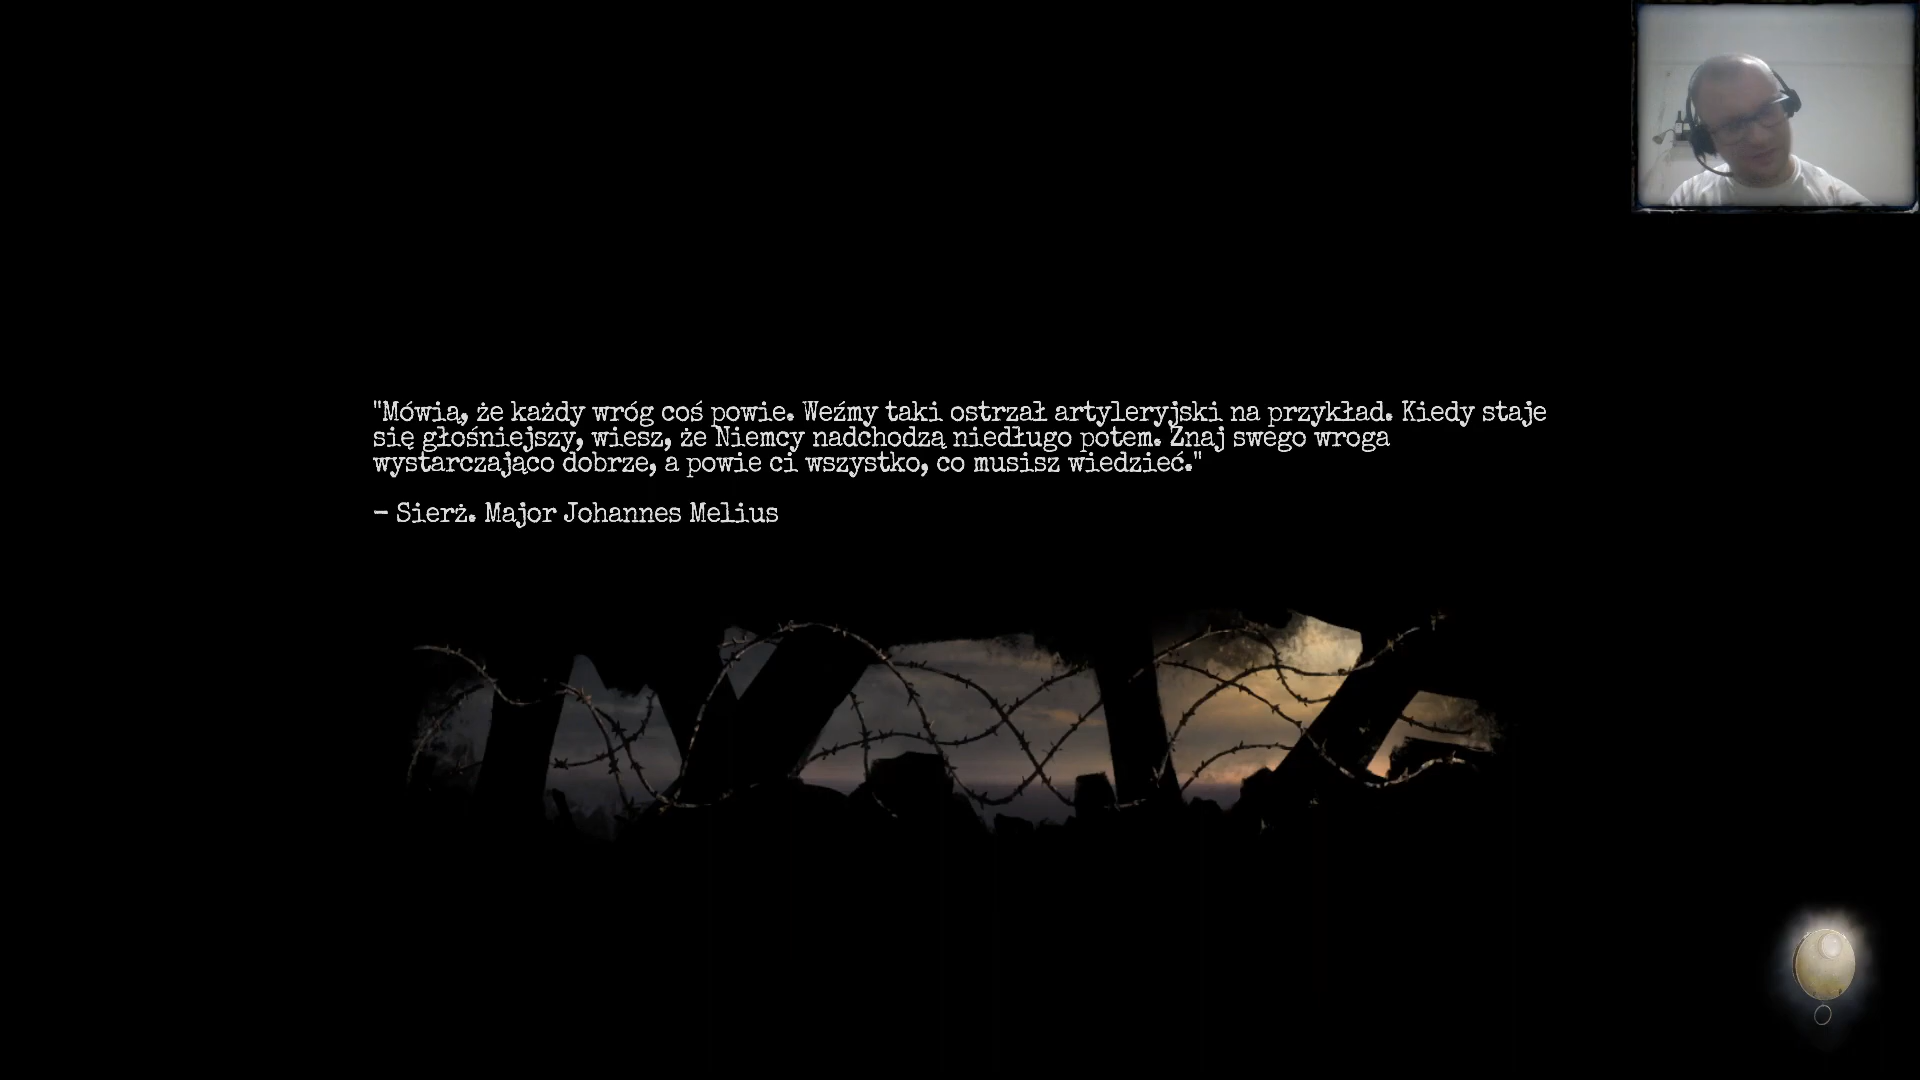 "Mówią, że każdy wróg coś powie. Weźmy taki ostrzał artyleryjski na przykład. Kiedy staje
się głośniejszy, wiesz, że Niemcy nadchodzą niedługo potem. Znaj swego wroga
wystarczająco dobrze, a powie ci wszystko, co musisz wiedzieć."
- Sierż. Major Johannes Melius